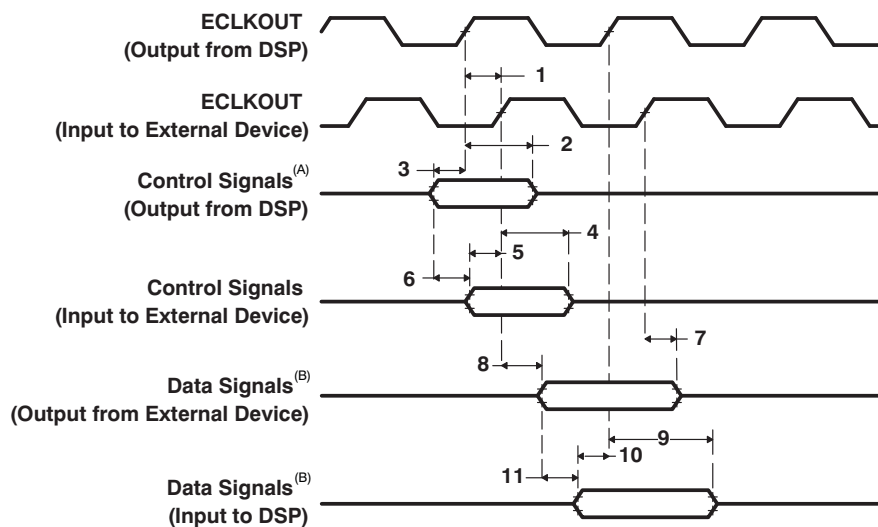 ECLKOUT
(Output from DSP)
1
ECLKOUT
(Input to External Device)
2
3
Control Signals(A)
(Output from DSP)
4
5
6
Control Signals
(Input to External Device)
7
8
Data Signals(B)
(Output from External Device)
9
10
11
Data Signals(B)
(Input to DSP)